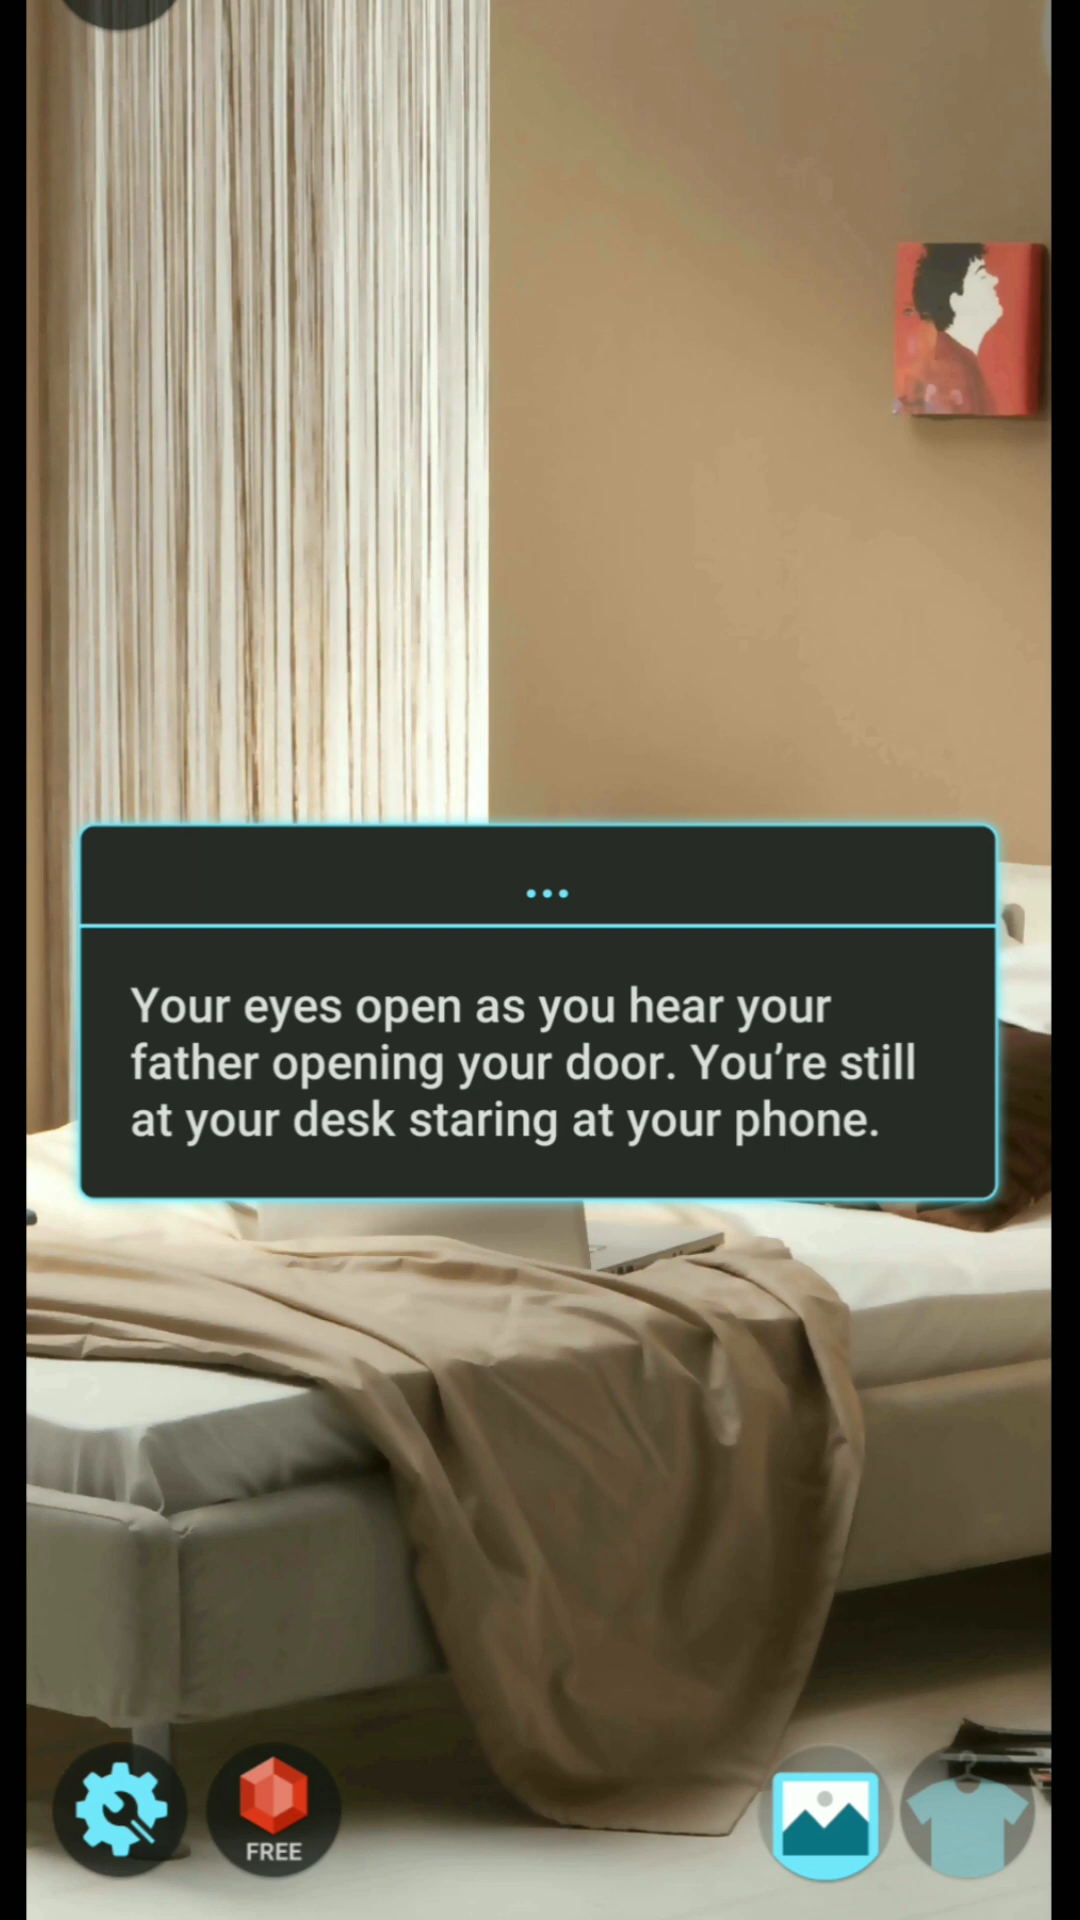 ...
Your eyes open as you hear your
father opening your door. You’re still
at your desk staring at your phone.
FREE